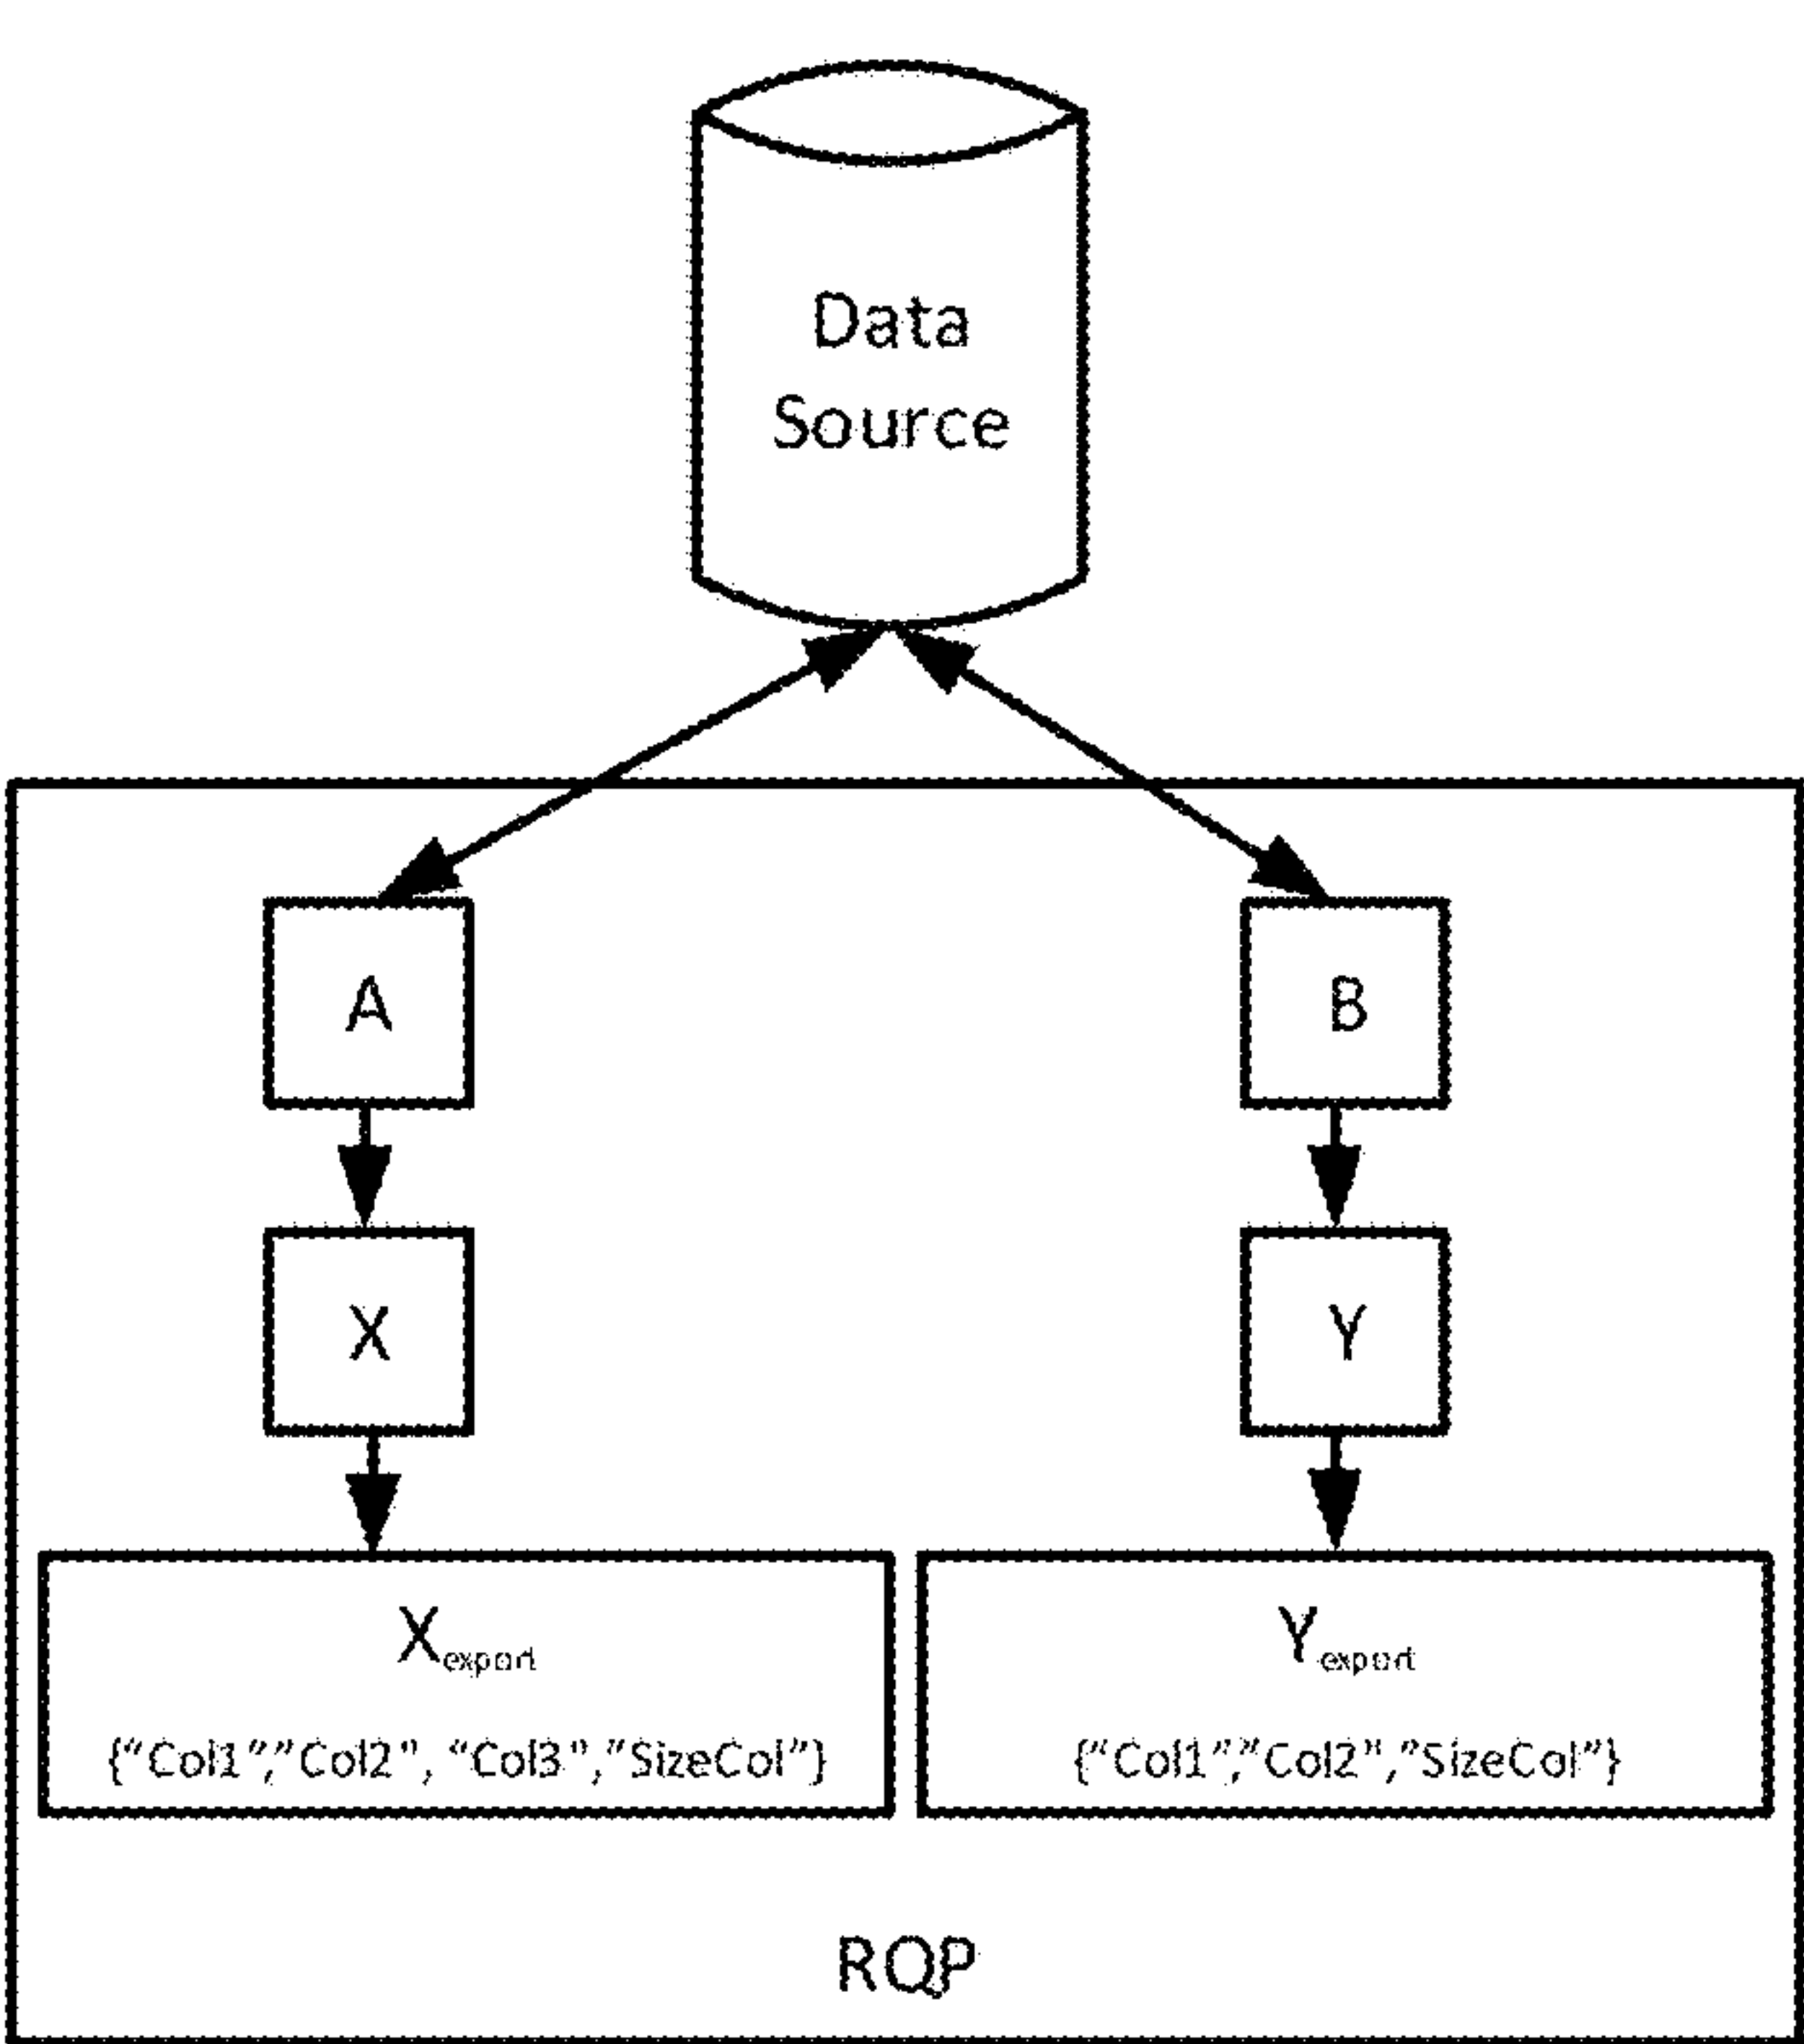 Data
Source
A
B
X
Y
Xexport
Yexport
{“Col1”,”Col2”, “Col3”,”SizeCol”}
{“Col1”,”Col2”,”SizeCol”}
RQP